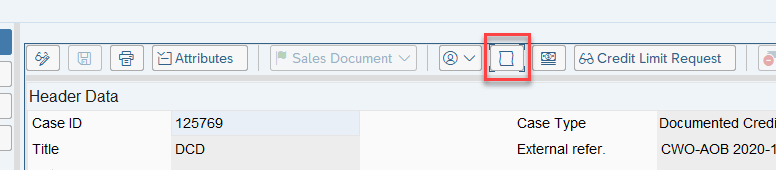 Attributes Sales Document Credit Limit Request
Header Data
Case ID 125769 Case Type Documented Credi
Title DCD External refer. CWO-AOB 2020-1